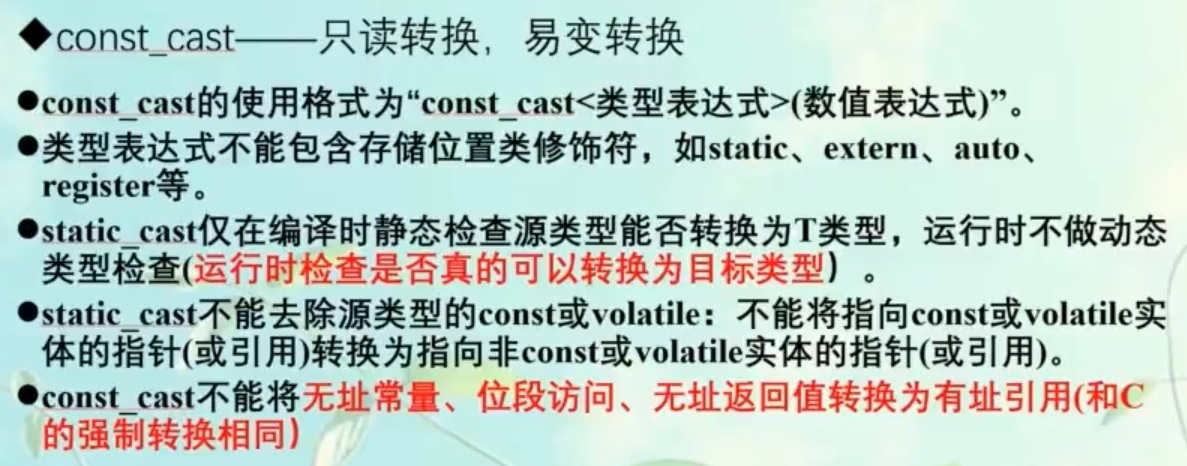 ◆const_cast——只读转换，易变转换
●const_cast的使用格式为“const_cast<类型表达式>(数值表达式)”。
●类型表达式不能包含存储位置类修饰符，如static、extern、auto、
register等。
●static_cast仅在编译时静态检查源类型能否转换为T类型，运行时不做动态
类型检查(运行时检查是否真的可以转换为目标类型）。
●static_cast不能去除源类型的const或volatile：不能将指向const或volatile实
体的指针(或引用)转换为指向非const或volatile实体的指针(或引用)。
●const_cast不能将无址常量、位段访问、无址返回值转换为有址引用(和C
的强制转换相同）